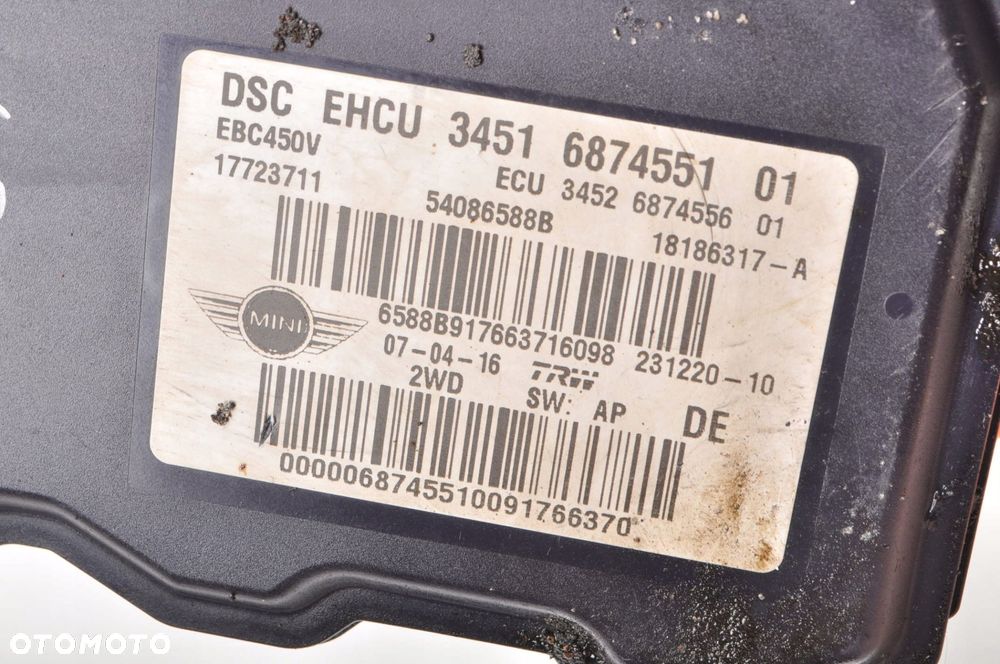 DSC EHCU 3451 6874551 01
EBC450V
ECU 3452 6874556 01
17723711
54086588B
18186317-A
MINI
6588B917663716098 231220-10
07-04-16
TRW
2WD
SW: AP
DE
0000068745510091766370
OTOMOTO